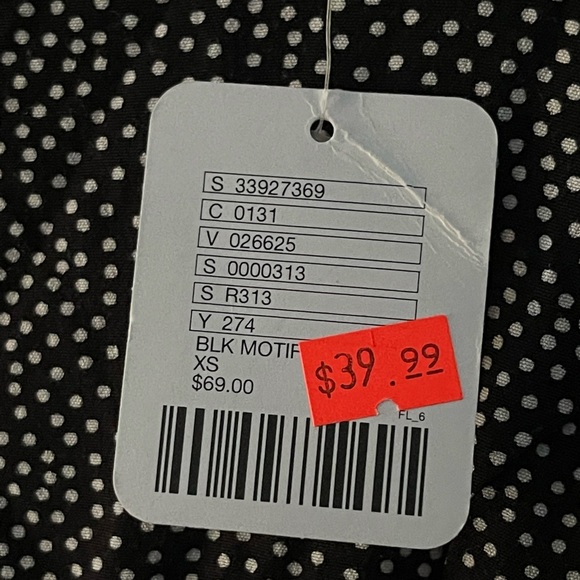 S 33927369
C 0131
V 026625
S 0000313
S R313
Y 274
BLK MOTIF
XS
$69.00
$39.99
FL_6